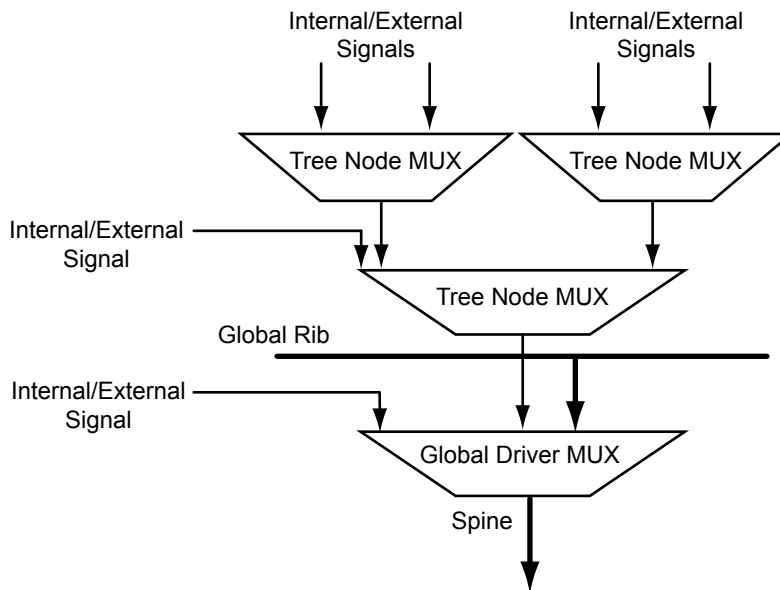 Internal/External
Signals
Internal/External
Signals
Tree Node MUX
Tree Node MUX
Internal/External
Signal
Tree Node MUX
Global Rib
Internal/External
Signal
Global Driver MUX
Spine